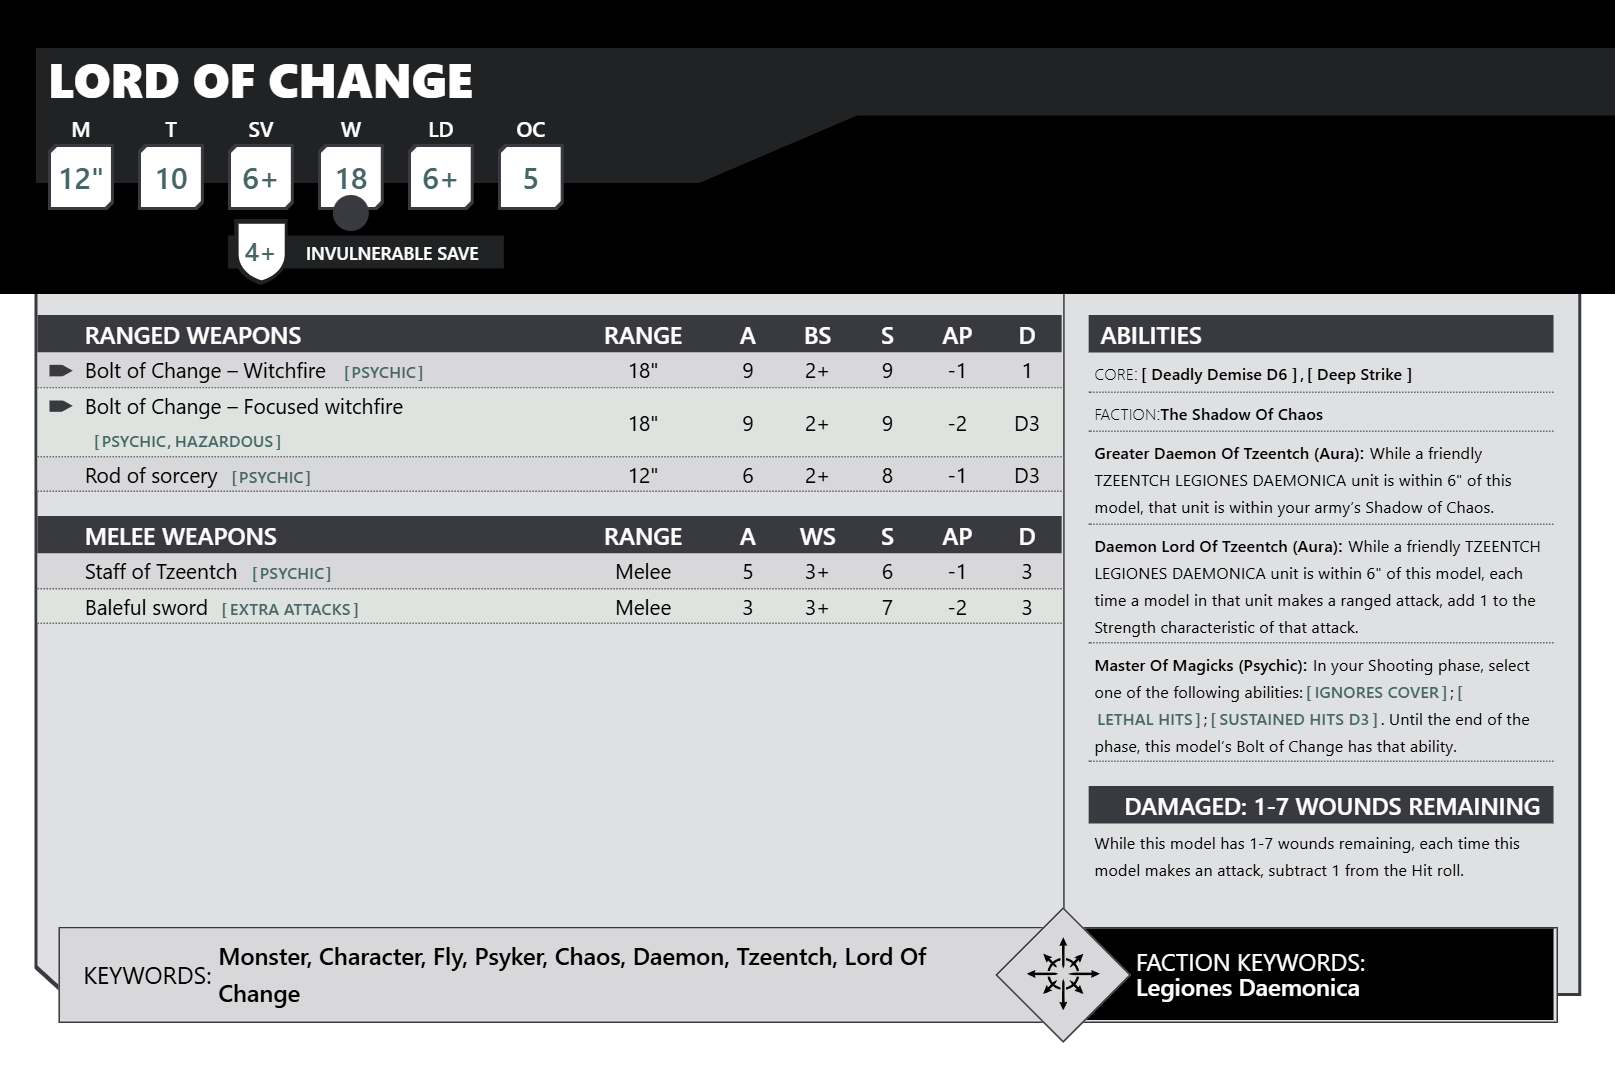 LORD OF CHANGE
M T SV W LD OC
12" 10 6+ 18 6+ 5
4+ INVULNERABLE SAVE
RANGED WEAPONS RANGE A BS S AP D
Bolt of Change – Witchfire [PSYCHIC] 18" 9 2+ 9 -1 1
Bolt of Change – Focused witchfire
[PSYCHIC, HAZARDOUS] 18" 9 2+ 9 -2 D3
Rod of sorcery [PSYCHIC] 12" 6 2+ 8 -1 D3
MELEE WEAPONS RANGE A WS S AP D
Staff of Tzeentch [PSYCHIC] Melee 5 3+ 6 -1 3
Baleful sword [EXTRA ATTACKS] Melee 3 3+ 7 -2 3
ABILITIES
CORE: [ Deadly Demise D6 ] , [ Deep Strike ]
FACTION:The Shadow Of Chaos
Greater Daemon Of Tzeentch (Aura): While a friendly
TZEENTCH LEGIONES DAEMONICA unit is within 6" of this
model, that unit is within your army's Shadow of Chaos.
Daemon Lord Of Tzeentch (Aura): While a friendly TZEENTCH
LEGIONES DAEMONICA unit is within 6" of this model, each
time a model in that unit makes a ranged attack, add 1 to the
Strength characteristic of that attack.
Master Of Magicks (Psychic): In your Shooting phase, select
one of the following abilities: [ IGNORES COVER ] ; [
LETHAL HITS ] ; [ SUSTAINED HITS D3 ] . Until the end of the
phase, this model's Bolt of Change has that ability.
DAMAGED: 1-7 WOUNDS REMAINING
While this model has 1-7 wounds remaining, each time this
model makes an attack, subtract 1 from the Hit roll.
KEYWORDS: Monster, Character, Fly, Psyker, Chaos, Daemon, Tzeentch, Lord Of
Change
FACTION KEYWORDS:
Legiones Daemonica